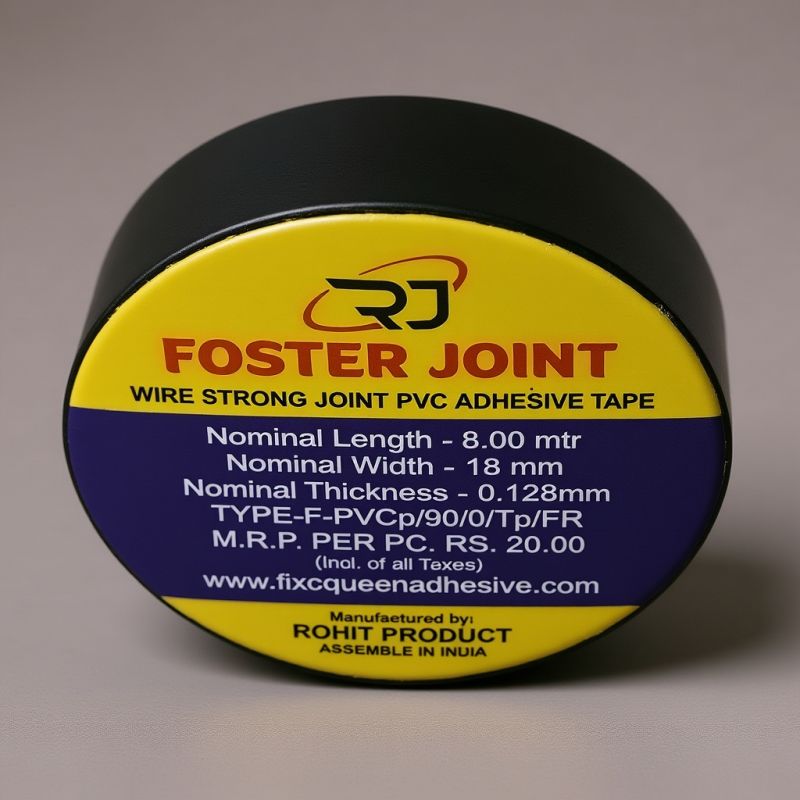 RJ
FOSTER JOINT
WIRE STRONG JOINT PVC ADHESIVE TAPE
Nominal Length - 8.00 mtr
Nominal Width - 18 mm
Nominal Thickness - 0.128mm
TYPE-F-PVCp/90/0/Tp/FR
M.R.P. PER PC. RS. 20.00
(Inol. of all Texes)
www.fixcqueenadhesive.com
Manufaetured by:
ROHIT PRODUCT
ASSEMBLE IN INUIA